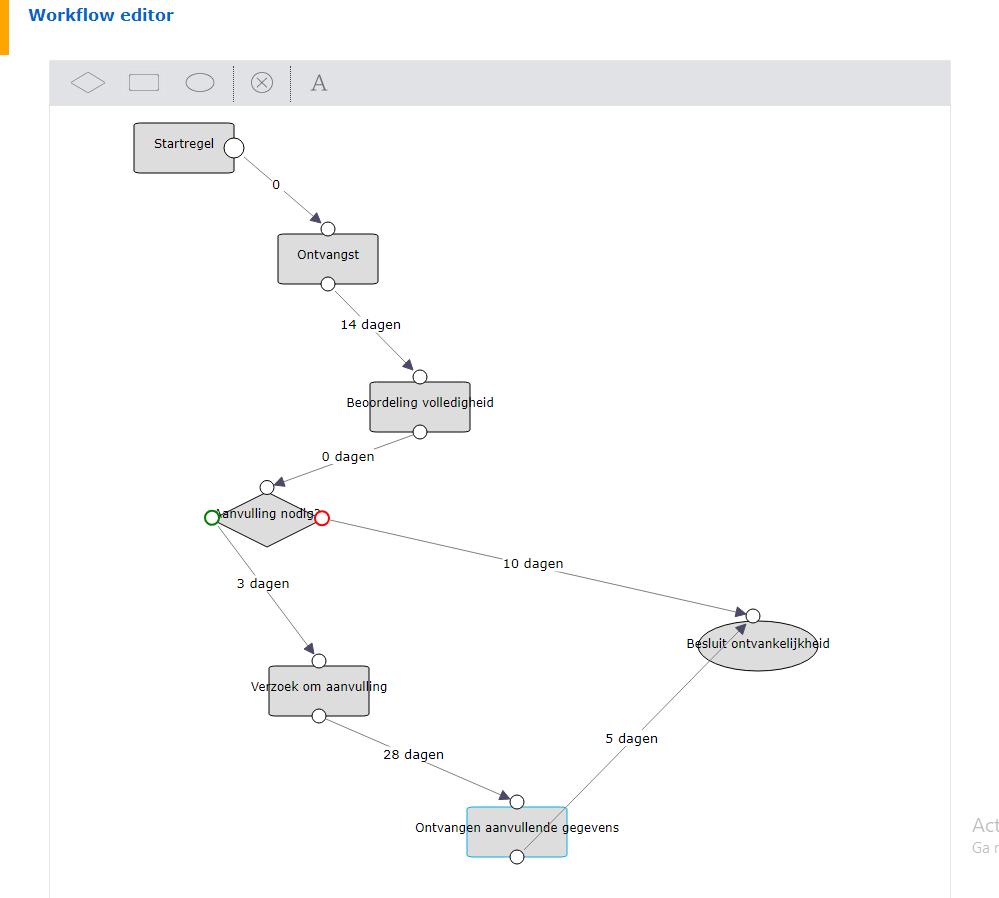 Workflow editor
A
Startregel
0
Ontvangst
14 dagen
Beoordeling volledigheid
0 dagen
Aanvulling nodig?
10 dagen
3 dagen
Besluit ontvankelijkheid
Verzoek om aanvulling
5 dagen
28 dagen
Ontvangen aanvullende gegevens
Act
Ga r